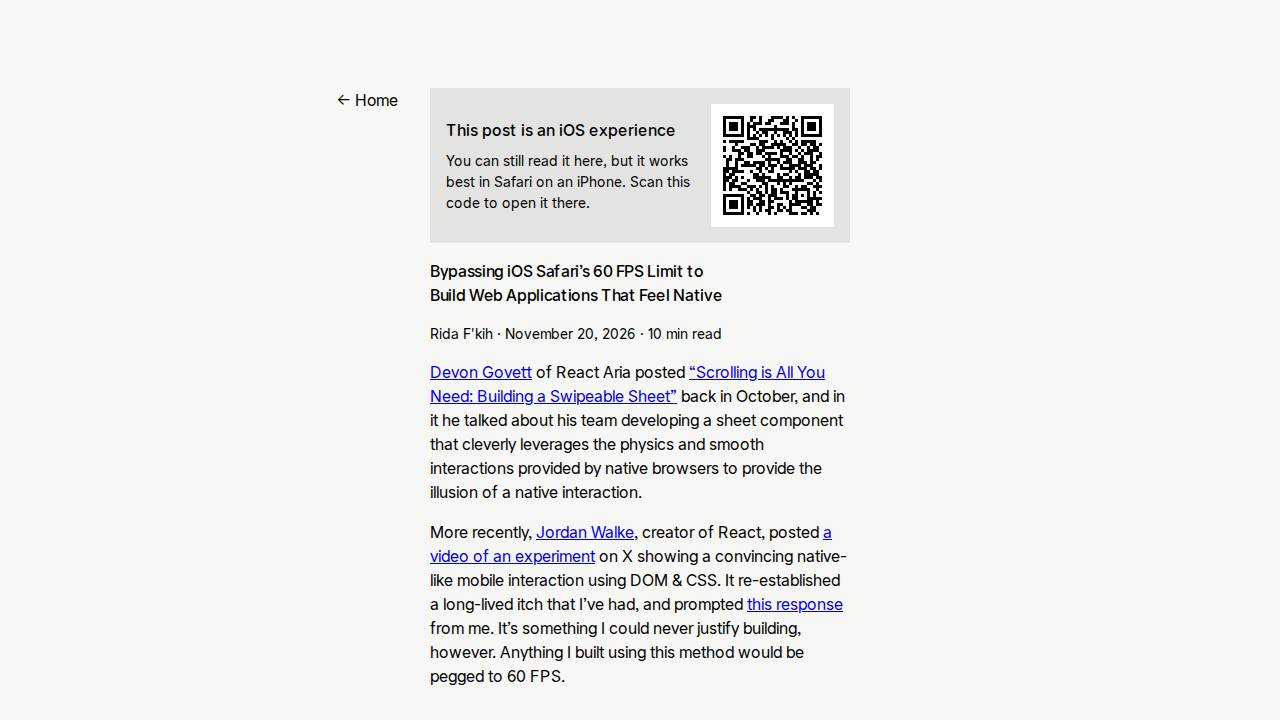 ← Home
This post is an iOS experience
You can still read it here, but it works
best in Safari on an iPhone. Scan this
code to open it there.
Bypassing iOS Safari’s 60 FPS Limit to
Build Web Applications That Feel Native
Rida F'kih · November 20, 2026 · 10 min read
Devon Govett of React Aria posted “Scrolling is All You
Need: Building a Swipeable Sheet” back in October, and in
it he talked about his team developing a sheet component
that cleverly leverages the physics and smooth
interactions provided by native browsers to provide the
illusion of a native interaction.
More recently, Jordan Walke, creator of React, posted a
video of an experiment on X showing a convincing native-
like mobile interaction using DOM & CSS. It re-established
a long-lived itch that I’ve had, and prompted this response
from me. It’s something I could never justify building,
however. Anything I built using this method would be
pegged to 60 FPS.